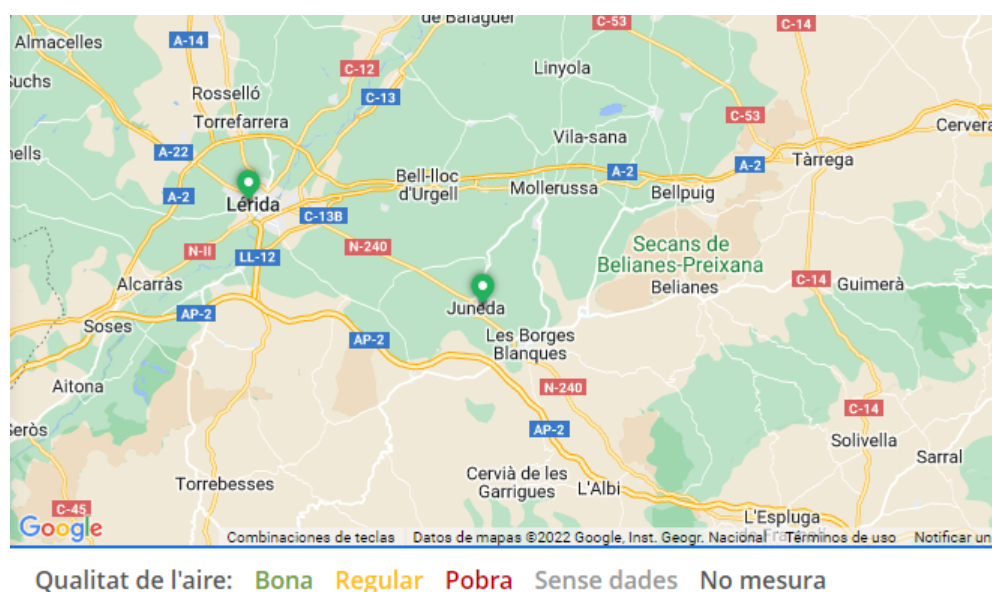 de Balaguer
C-53
C-14
Almacelles
A-14
C-12
Linyola
Rosselló
C-13
Torrefarrera
C-53
Cervera
Vila-sana
A-22
Tàrrega
A-2
Bell-lloc
d'Urgell
A-2
A-2
Mollerussa
Bellpuig
Lérida
C-13B
N-II
N-240
LL-12
Secans de
Belianes-Preixana
Belianes
C-14
Guimerà
Alcarràs
Juneda
AP-2
Soses
AP-2
Les Borges
Blanques
Aitona
N-240
C-14
AP-2
Solivella
Sarral
Cervià de les
Garrigues
L'Albi
Torrebesses
C-45
L'Espluga
Google
Combinaciones de teclas Datos de mapas ©2022 Google, Inst. Geogr. Nacional Términos de uso Notificar un
Qualitat de l'aire: Bona Regular Pobra Sense dades No mesura